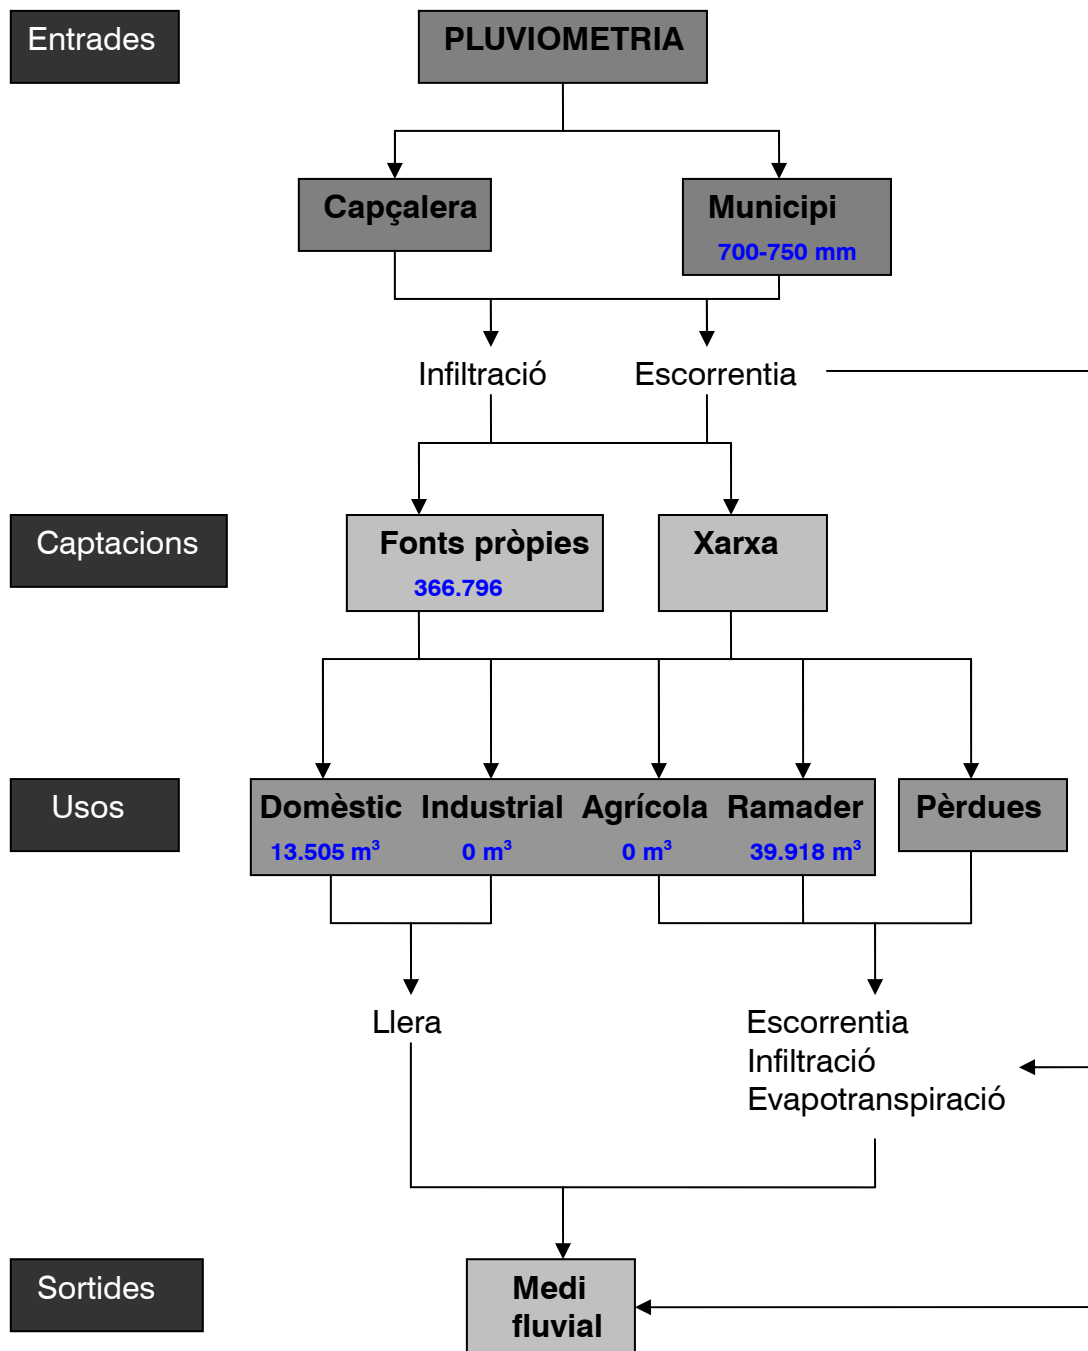 Entrades
PLUVIOMETRIA
Capçalera
Municipi
700-750 mm
Infiltració
Escorrentia
Captacions
Fonts pròpies
366.796
Xarxa
Usos
Domèstic
Industrial
Agrícola
Ramader
Pèrdues
13.505 m³
0 m³
0 m³
39.918 m³
Llera
Escorrentia
Infiltració
Evapotranspiració
Sortides
Medi
fluvial